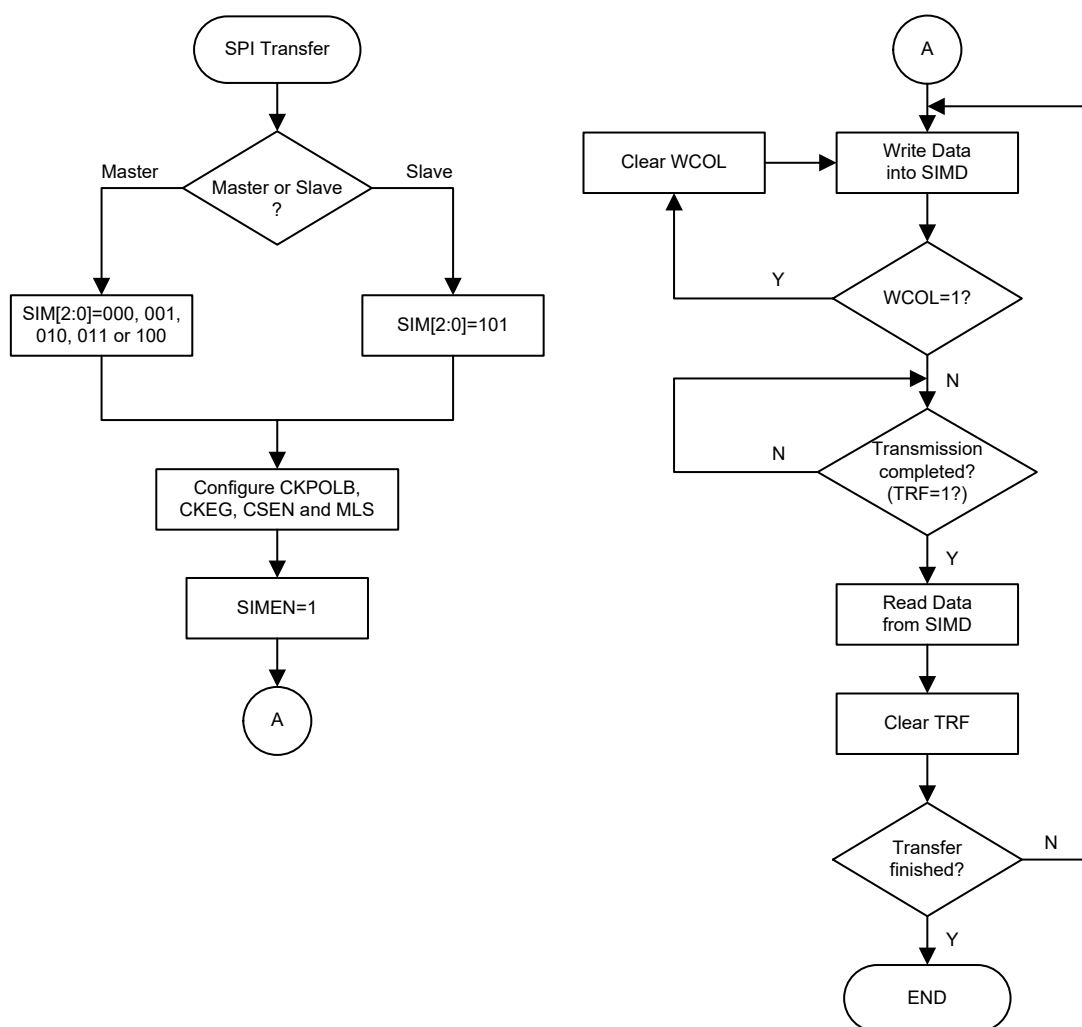 SPI Transfer
Master
Slave
Master or Slave
?
SIM[2:0]=000, 001,
010, 011 or 100
SIM[2:0]=101
Configure CKPOLB,
CKEG, CSEN and MLS
SIMEN=1
A
A
Clear WCOL
Write Data
into SIMD
Y
WCOL=1?
N
N
Transmission
completed?
(TRF=1?)
Y
Read Data
from SIMD
Clear TRF
Transfer
finished?
N
Y
END